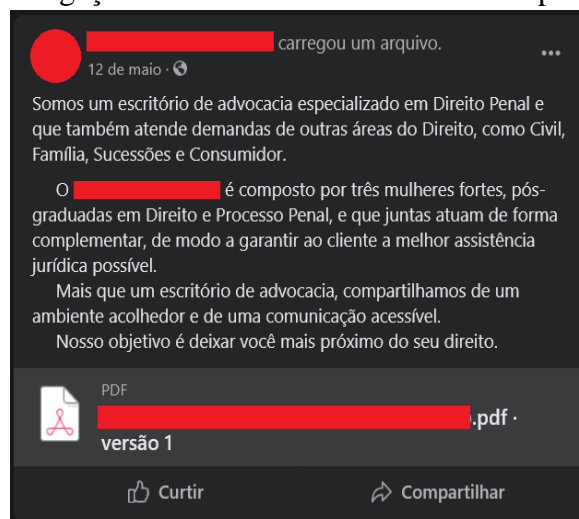 carregou um arquivo.
12 de maio ·
Somos um escritório de advocacia especializado em Direito Penal e
que também atende demandas de outras áreas do Direito, como Civil,
Família, Sucessões e Consumidor.
O é composto por três mulheres fortes, pós-
graduadas em Direito e Processo Penal, e que juntas atuam de forma
complementar, de modo a garantir ao cliente a melhor assistência
jurídica possível.
Mais que um escritório de advocacia, compartilhamos de um
ambiente acolhedor e de uma comunicação acessível.
Nosso objetivo é deixar você mais próximo do seu direito.
PDF
.pdf ·
versão 1
Curtir
Compartilhar